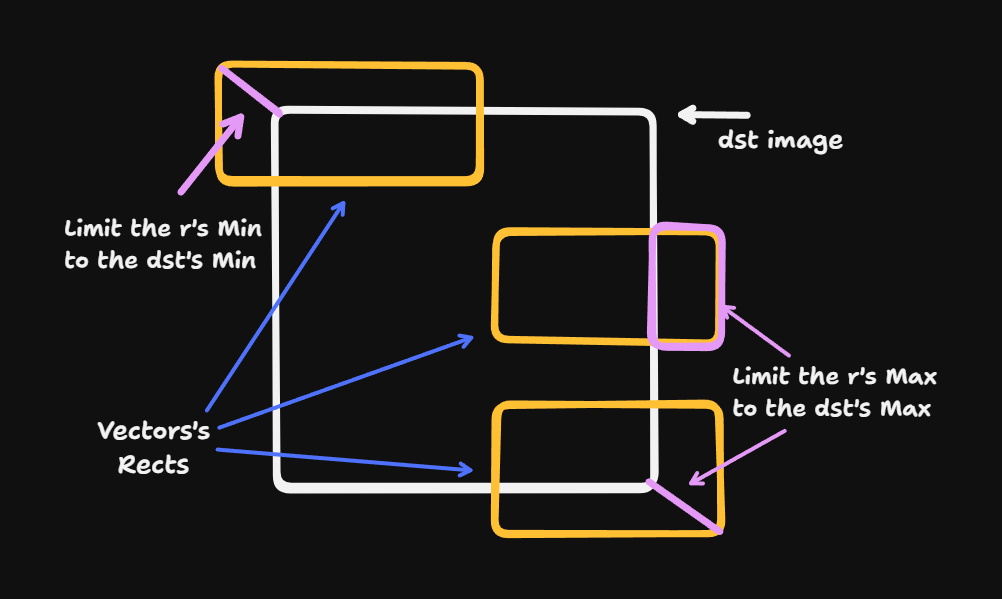 dst image
Limit the r's Min
to the dst's Min
Limit the r's Max
to the dst's Max
Vectors's
Rects